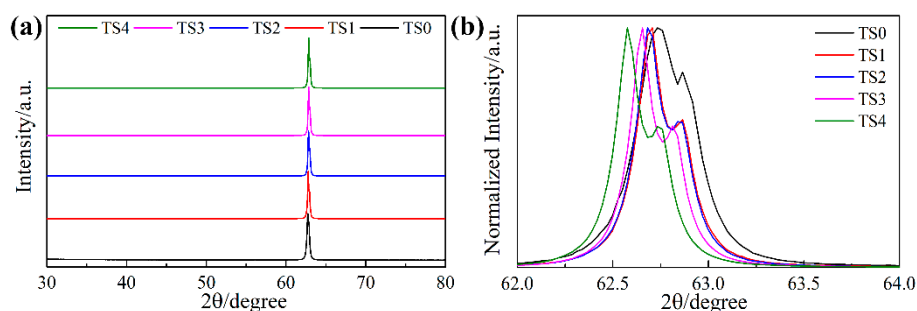 (a)
TS4 TS3 TS2 TS1 TS0
Intensity/a.u.
30 40 50 60 70 80
2θ/degree
(b)
TS0
TS1
TS2
TS3
TS4
Normalized Intensity/a.u.
62.0 62.5 63.0 63.5 64.0
2θ/degree